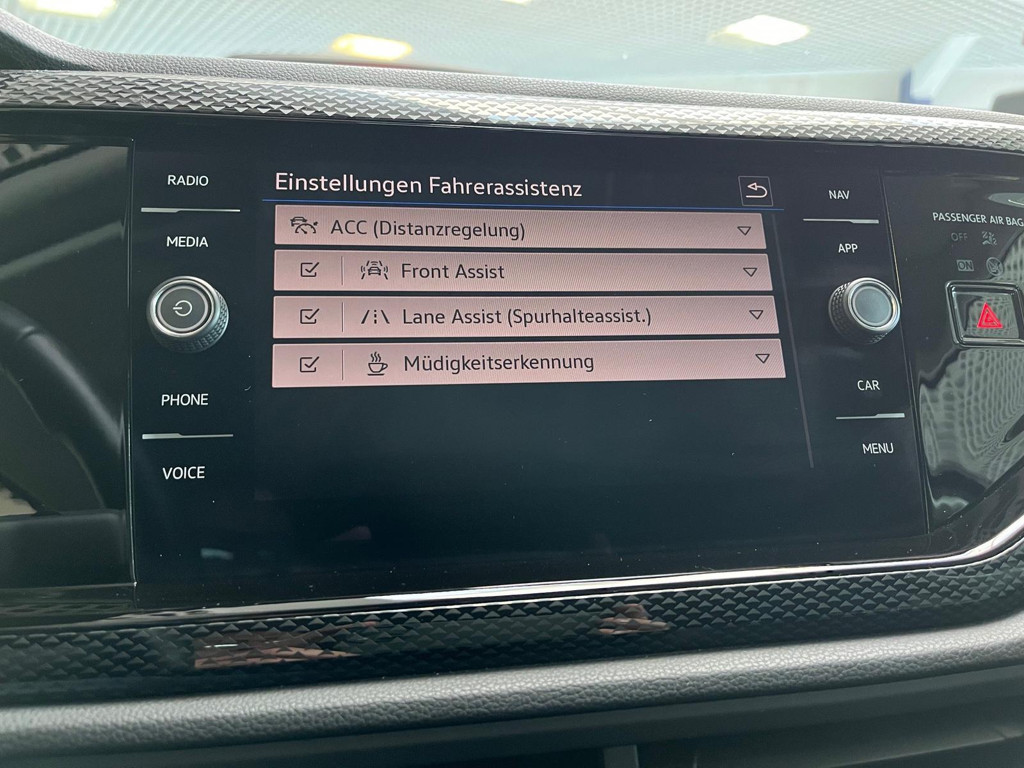 RADIO
MEDIA
PHONE
VOICE
Einstellungen Fahrerassistenz
ACC (Distanzregelung)
Front Assist
Lane Assist (Spurhalteassist.)
Müdigkeitserkennung
NAV
APP
CAR
MENU
PASSENGER AIR BAG
OFF
ON